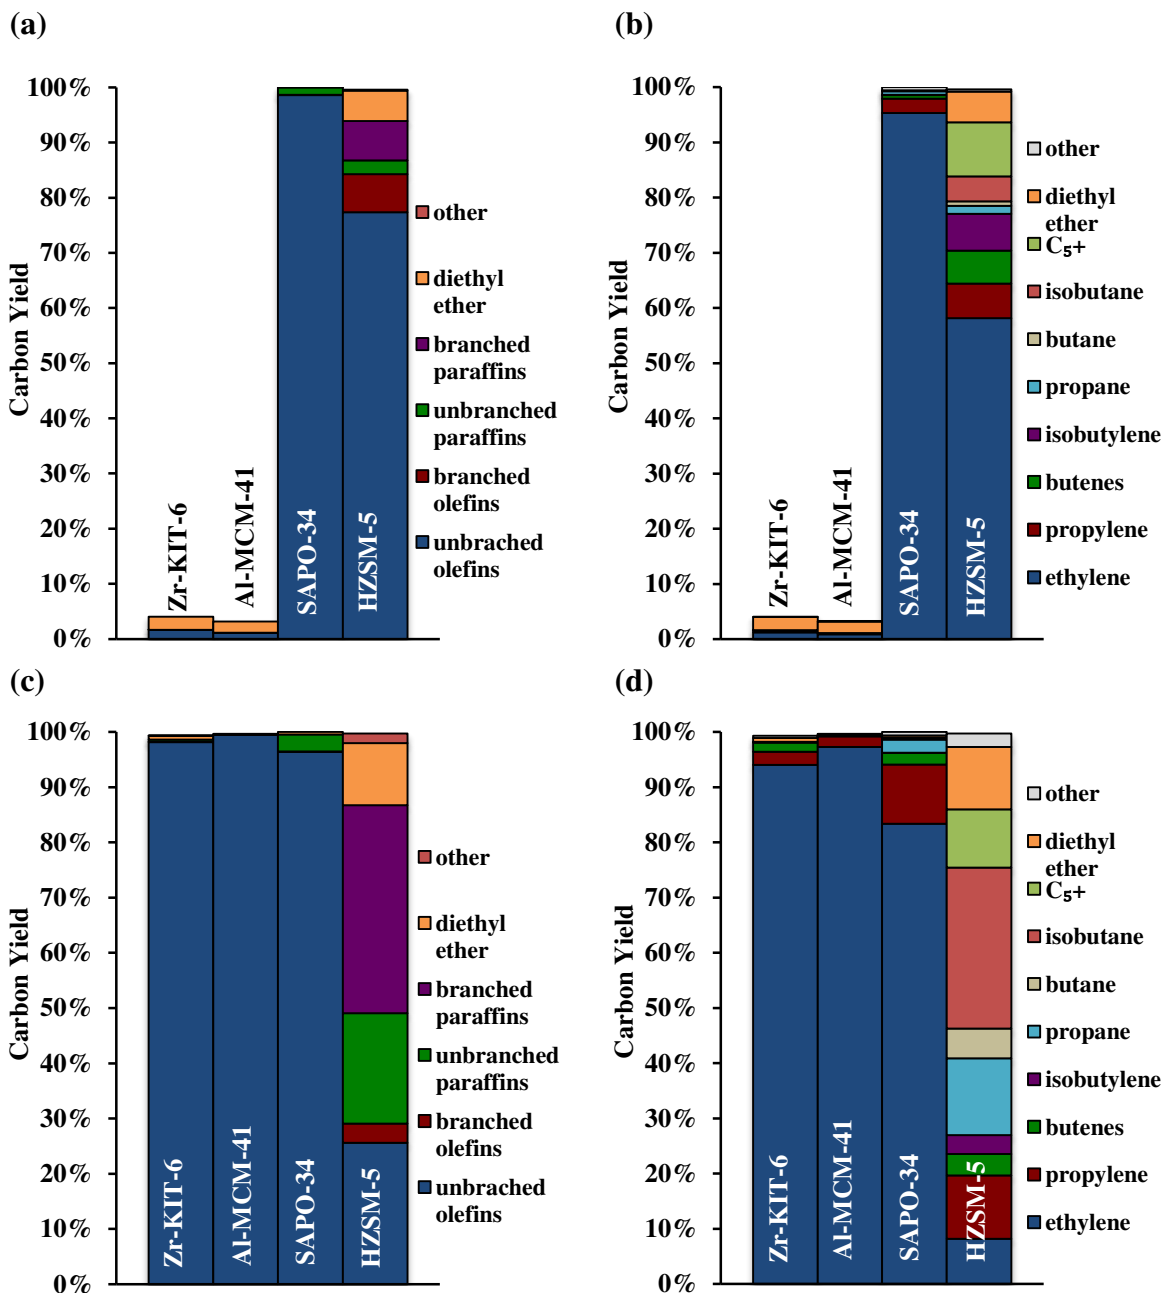 (a)
100%
90%
80%
70%
60%
50%
40%
30%
20%
10%
0%
Carbon Yield
Zr-KIT-6
Al-MCM-41
SAPO-34
HZSM-5
other
diethyl
ether
branched
paraffins
unbranched
paraffins
branched
olefins
unbrached
olefins
(b)
100%
90%
80%
70%
60%
50%
40%
30%
20%
10%
0%
Carbon Yield
Zr-KIT-6
Al-MCM-41
SAPO-34
HZSM-5
other
diethyl
ether
C₅+
isobutane
butane
propane
isobutylene
butenes
propylene
ethylene
(c)
100%
90%
80%
70%
60%
50%
40%
30%
20%
10%
0%
Carbon Yield
Zr-KIT-6
Al-MCM-41
SAPO-34
HZSM-5
other
diethyl
ether
branched
paraffins
unbranched
paraffins
branched
olefins
unbrached
olefins
(d)
100%
90%
80%
70%
60%
50%
40%
30%
20%
10%
0%
Carbon Yield
Zr-KIT-6
Al-MCM-41
SAPO-34
HZSM-5
other
diethyl
ether
C₅+
isobutane
butane
propane
isobutylene
butenes
propylene
ethylene